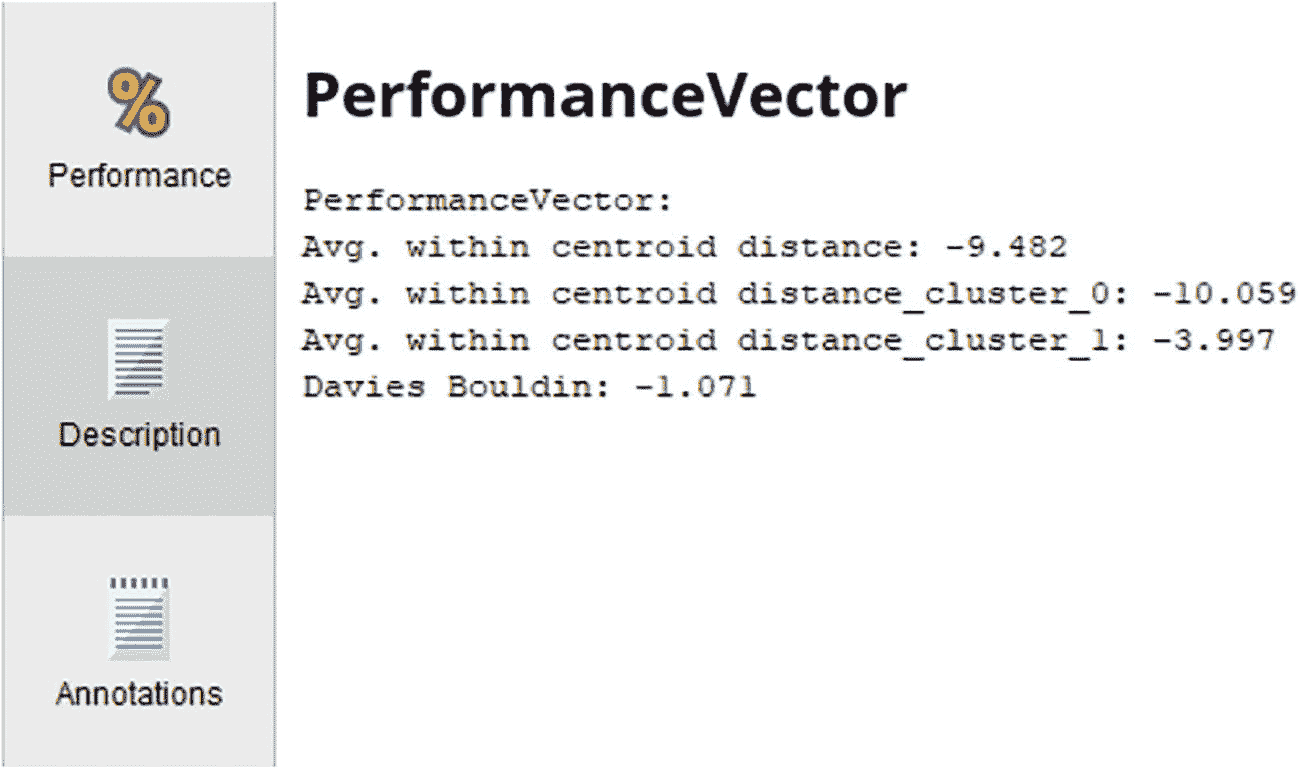 Performance
Description
Annotations
PerformanceVector
PerformanceVector:
Avg. within centroid distance: -9.482
Avg. within centroid distance_cluster_0: -10.059
Avg. within centroid distance_cluster_1: -3.997
Davies Bouldin: -1.071